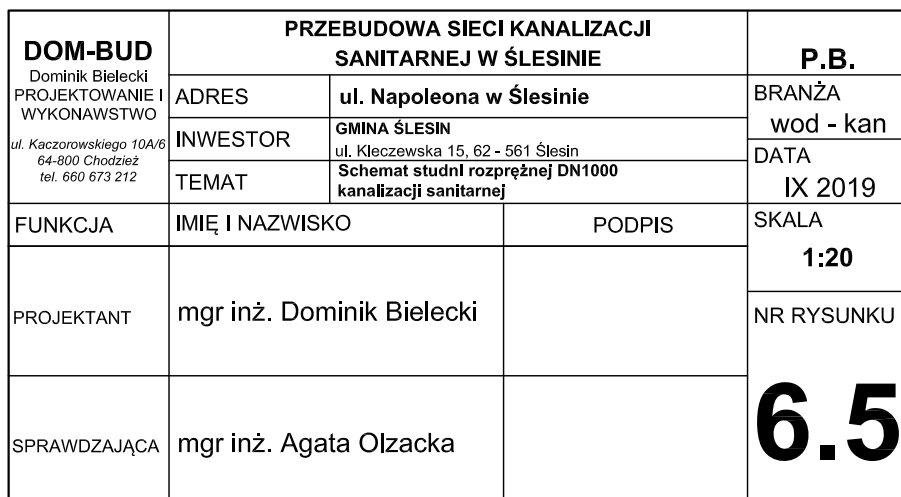 DOM-BUD
Dominik Bielecki
PROJEKTOWANIE I
WYKONAWSTWO
ul. Kaczorowskiego 10A/6
64-800 Chodzież
tel. 660 673 212
PRZEBUDOWA SIECI KANALIZACJI
SANITARNEJ W ŚLESINIE
P.B.
ADRES
ul. Napoleona w Ślesinie
BRANŻA
wod - kan
INWESTOR
GMINA ŚLESIN
ul. Kleczewska 15, 62 - 561 Ślesin
DATA
IX 2019
TEMAT
Schemat studni rozprężnej DN1000
kanalizacji sanitarnej
FUNKCJA
IMIĘ I NAZWISKO
PODPIS
SKALA
1:20
PROJEKTANT
mgr inż. Dominik Bielecki
NR RYSUNKU
6.5
SPRAWDZAJĄCA
mgr inż. Agata Olzacka